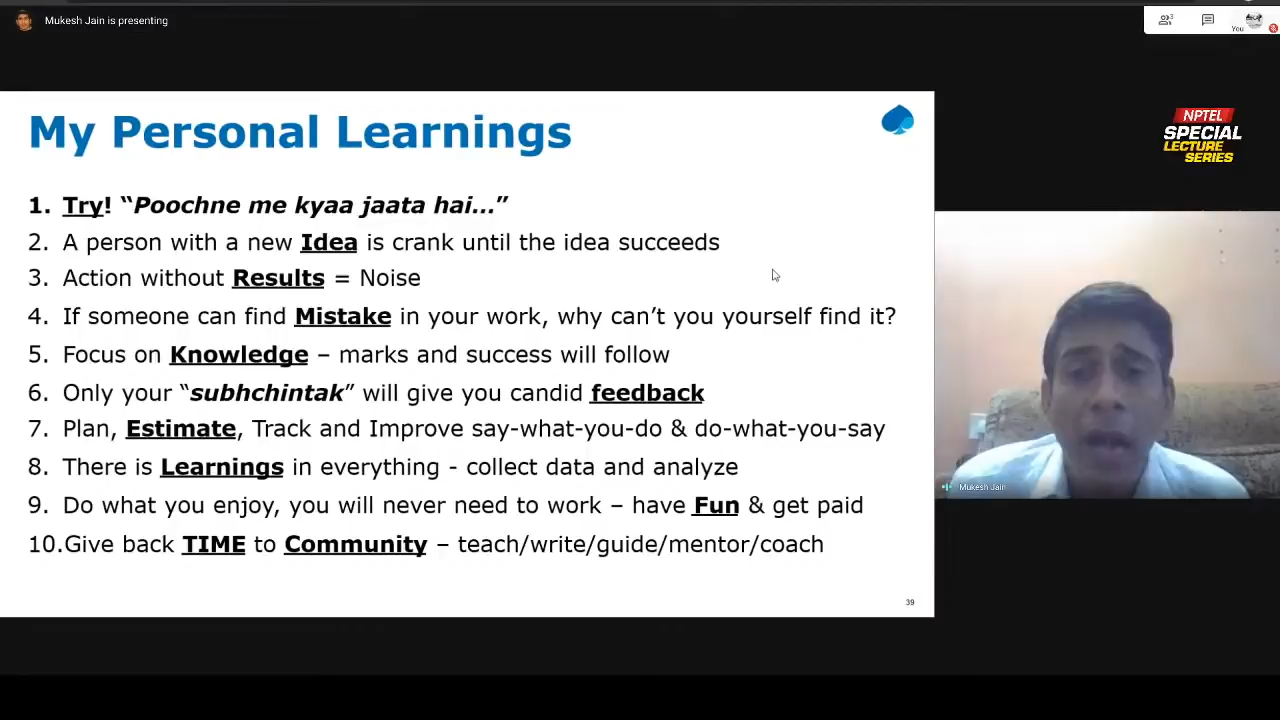 Mukesh Jain is presenting
3
You
My Personal Learnings
NPTEL
SPECIAL
LECTURE
SERIES
1. Try! “Poochne me kyaa jaata hai...”
2. A person with a new Idea is crank until the idea succeeds
3. Action without Results = Noise
4. If someone can find Mistake in your work, why can’t you yourself find it?
5. Focus on Knowledge – marks and success will follow
6. Only your “subhchintak” will give you candid feedback
7. Plan, Estimate, Track and Improve say-what-you-do & do-what-you-say
8. There is Learnings in everything - collect data and analyze
9. Do what you enjoy, you will never need to work – have Fun & get paid
10.Give back TIME to Community – teach/write/guide/mentor/coach
Mukesh Jain
39